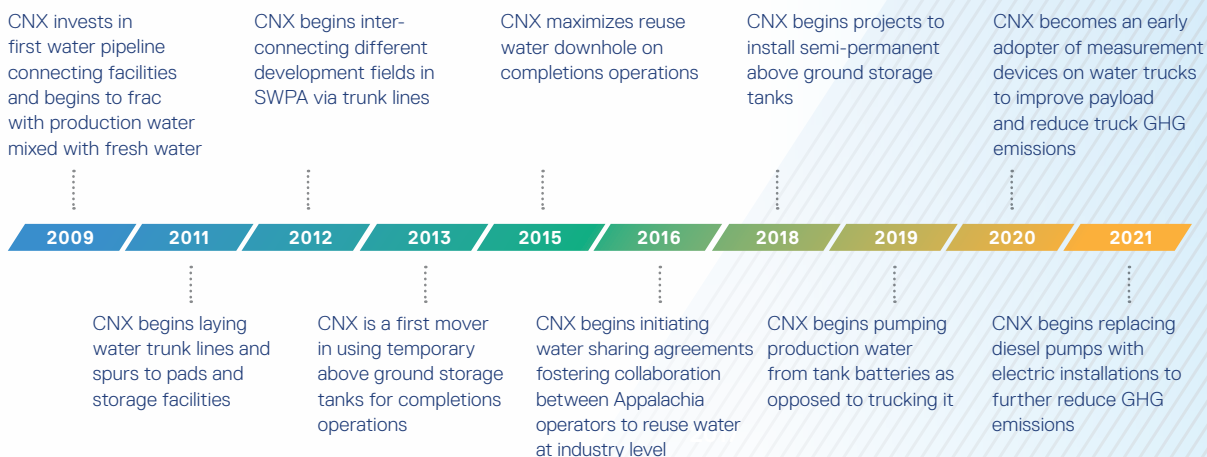 CNX invests in
first water pipeline
connecting facilities
and begins to frac
with production water
mixed with fresh water
CNX begins inter-
connecting different
development fields in
SWPA via trunk lines
CNX maximizes reuse
water downhole on
completions operations
CNX begins projects to
install semi-permanent
above ground storage
tanks
CNX becomes an early
adopter of measurement
devices on water trucks
to improve payload
and reduce truck GHG
emissions
2009 2011 2012 2013 2015 2016 2018 2019 2020 2021
CNX begins laying
water trunk lines and
spurs to pads and
storage facilities
CNX is a first mover
in using temporary
above ground storage
tanks for completions
operations
CNX begins initiating
water sharing agreements
fostering collaboration
between Appalachia
operators to reuse water
at industry level
CNX begins pumping
production water
from tank batteries as
opposed to trucking it
CNX begins replacing
diesel pumps with
electric installations to
further reduce GHG
emissions